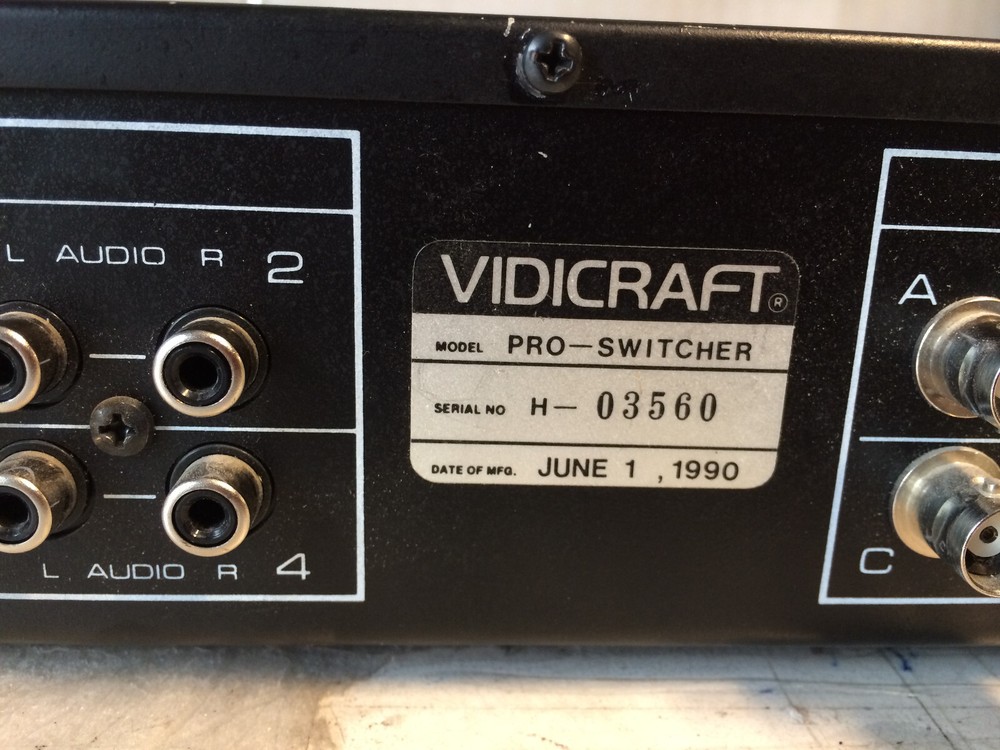 L AUDIO R 2
VIDICRAFT®
MODEL PRO-SWITCHER
SERIAL NO H- 03560
DATE OF MFG. JUNE 1 , 1990
L AUDIO R 4
A
C